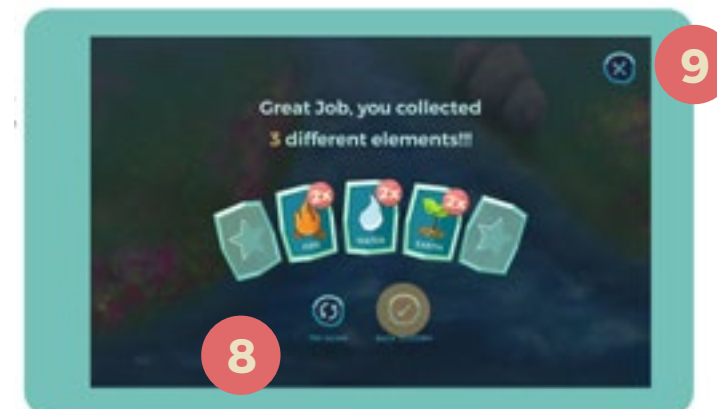 9
Great Job, you collected
3 different elements!!!
2x 2x 2x
FIRE WATER EARTH
8